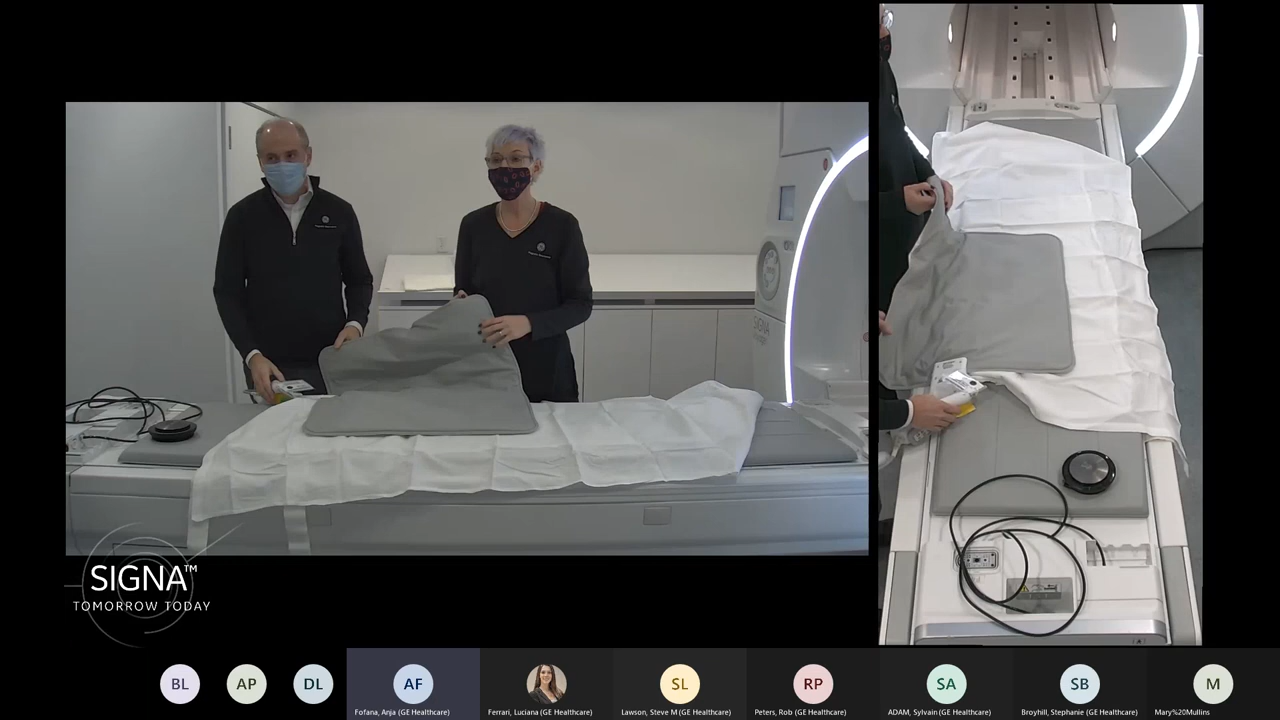 SIGNA
SIGNA™
TOMORROW TODAY
BL
AP
DL
AF
SL
RP
SA
SB
M
Fofana, Anja (GE Healthcare)
Ferrari, Luciana (GE Healthcare)
Lawson, Steve M (GE Healthcare)
Peters, Rob (GE Healthcare)
ADAM, Sylvain (GE Healthcare)
Broyhill, Stephanie (GE Healthcare)
Mary%20Mullins